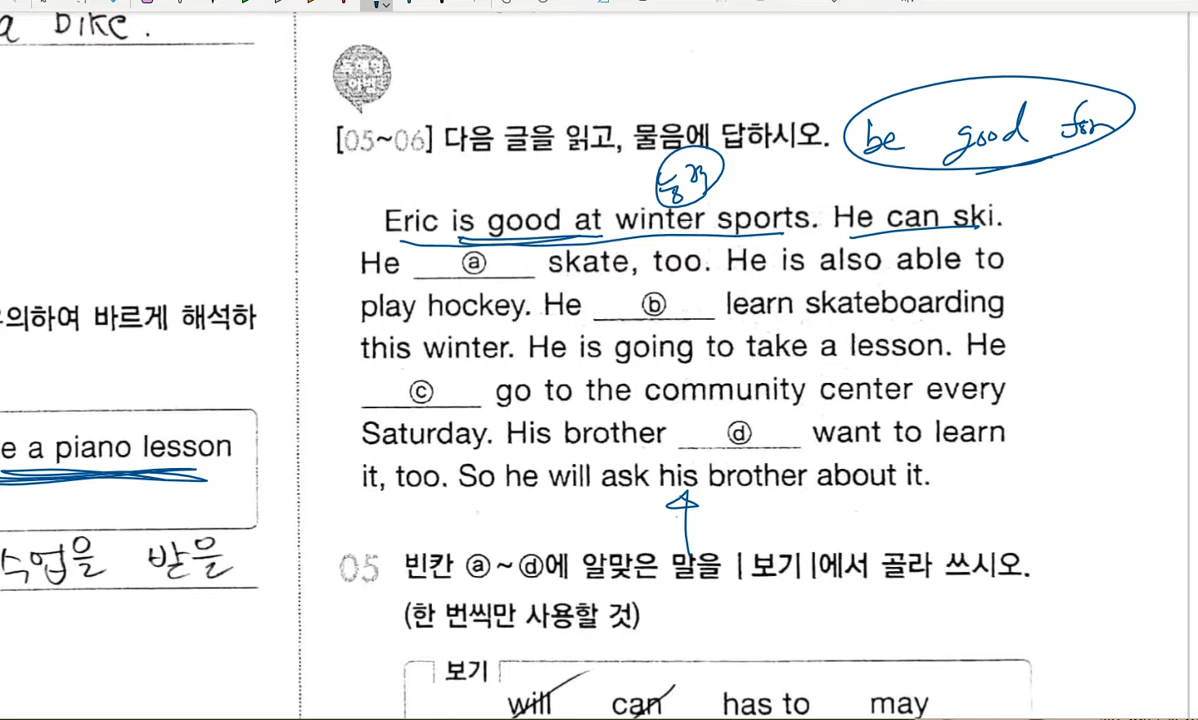 a bike.
[05~06] 다음 글을 읽고, 물음에 답하시오.
be good for
능력
Eric is good at winter sports. He can ski.
He ⓐ skate, too. He is also able to
play hockey. He ⓑ learn skateboarding
this winter. He is going to take a lesson. He
ⓒ go to the community center every
Saturday. His brother ⓓ want to learn
it, too. So he will ask his brother about it.
의하여 바르게 해석하
e a piano lesson
수업을 받을
05 빈칸 ⓐ~ⓓ에 알맞은 말을 |보기|에서 골라 쓰시오.
(한 번씩만 사용할 것)
보기
will can has to may